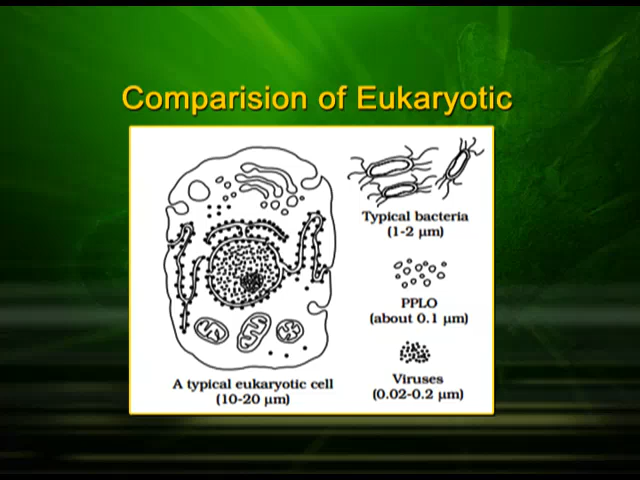 Comparision of Eukaryotic
Typical bacteria
(1-2 µm)
PPLO
(about 0.1 µm)
Viruses
(0.02-0.2 µm)
A typical eukaryotic cell
(10-20 µm)